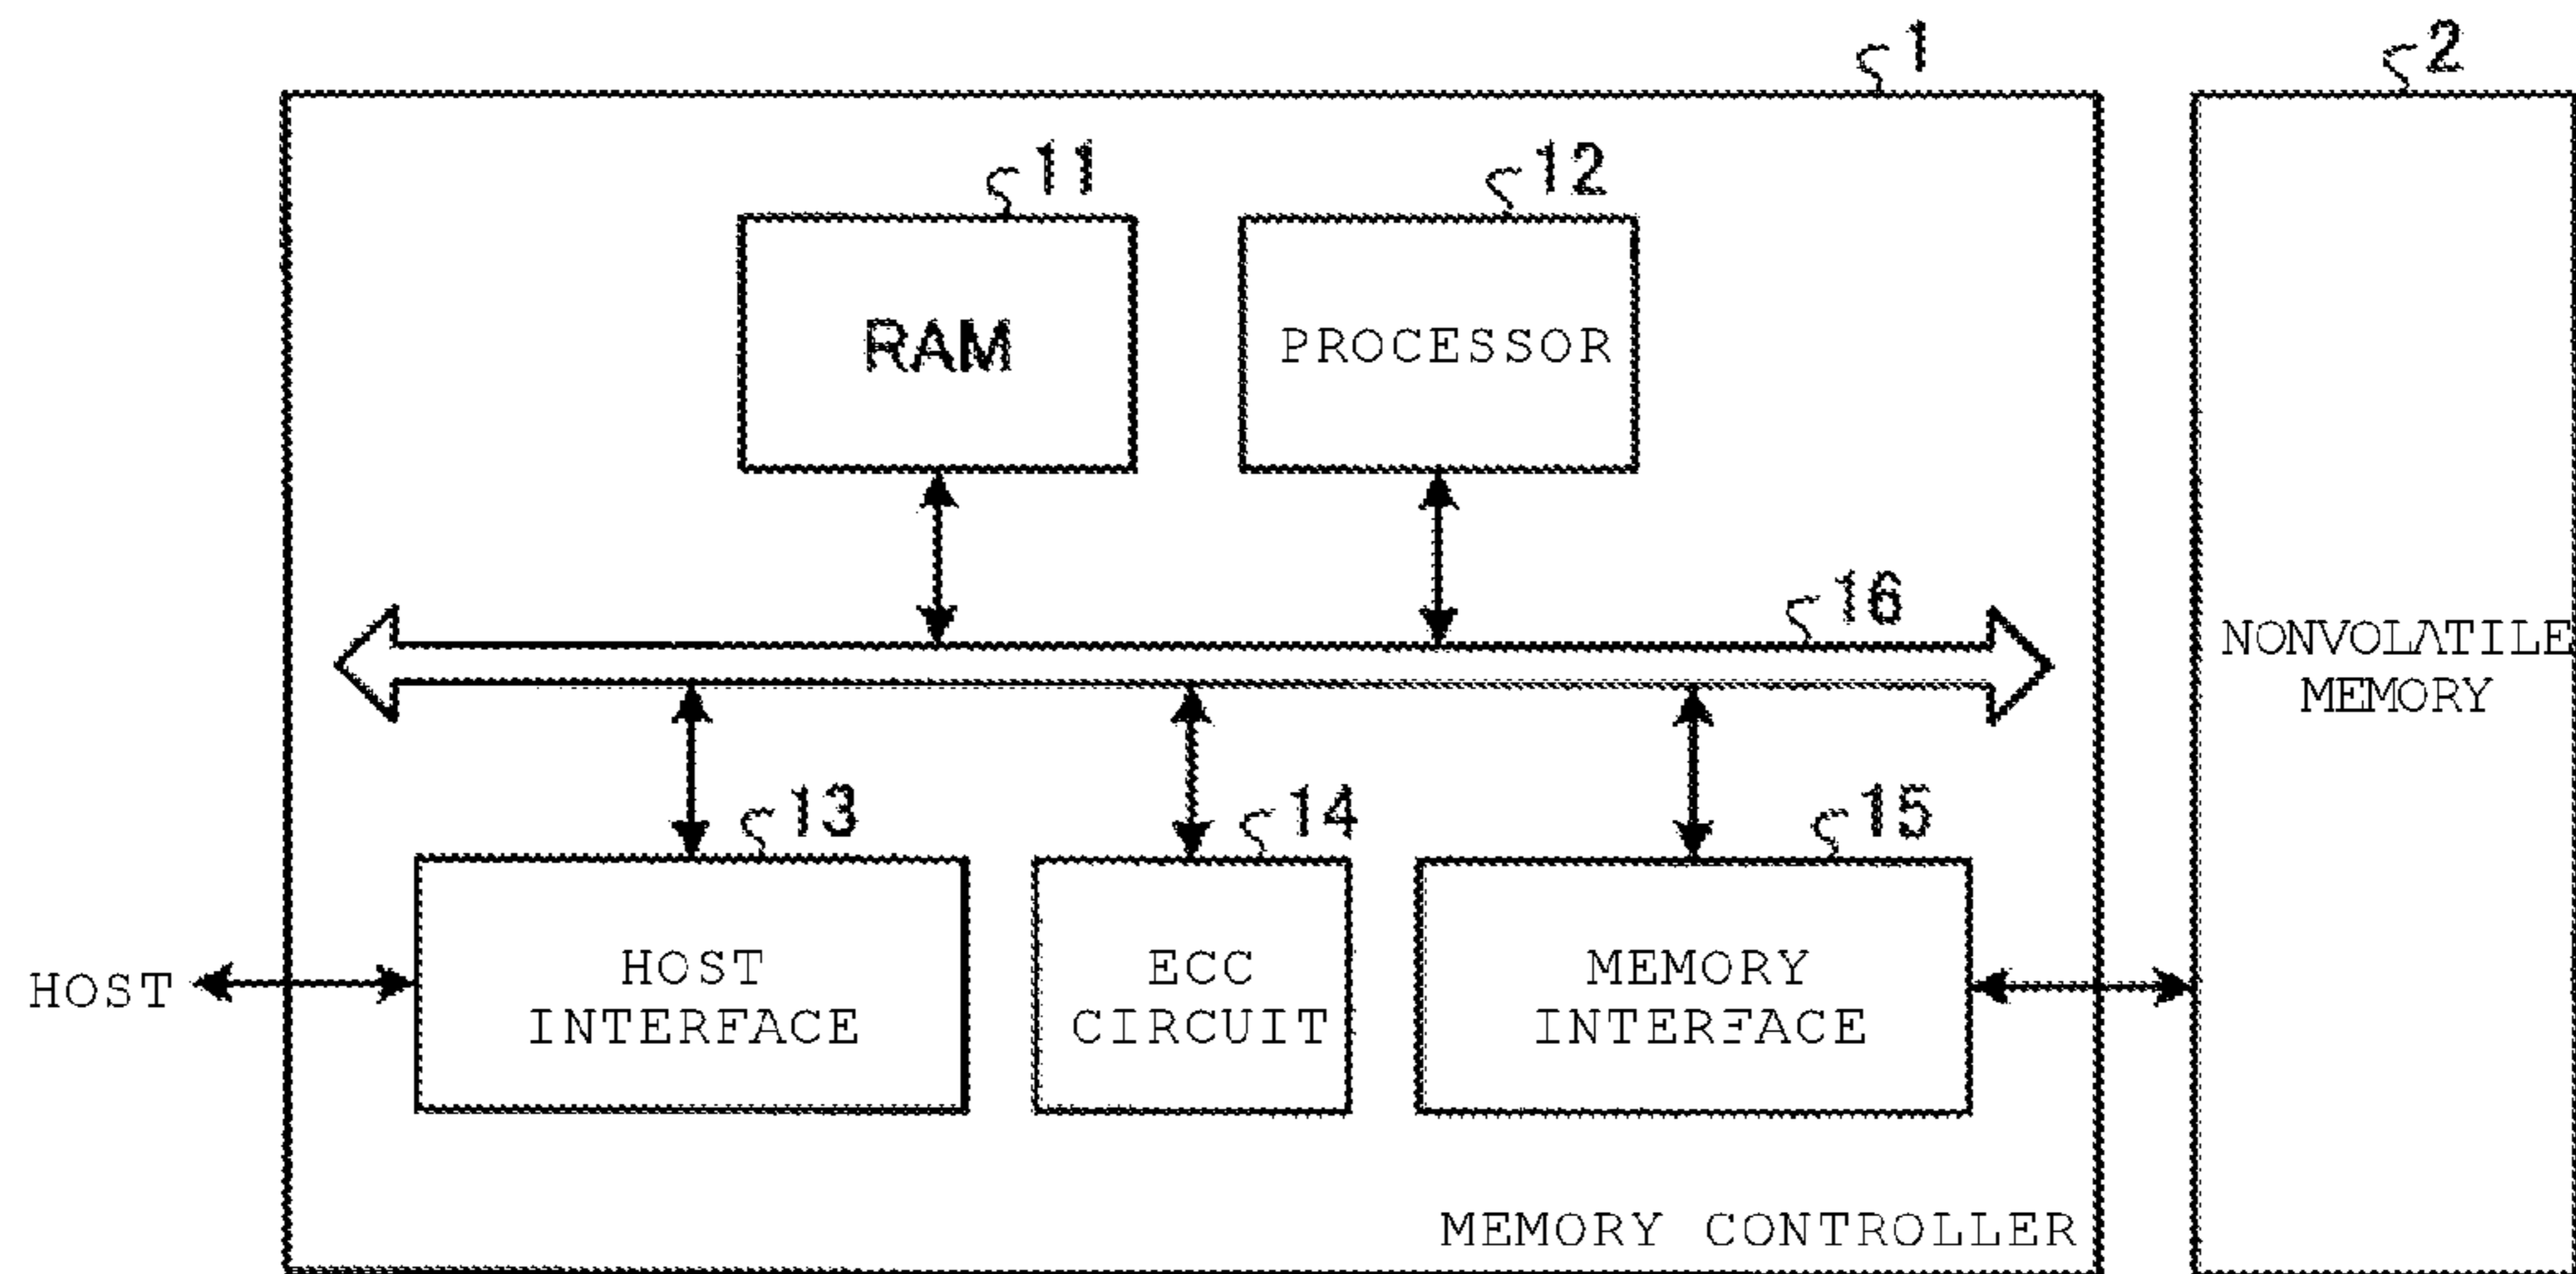 1
2
11
12
RAM
PROCESSOR
16
NONVOLATILE
MEMORY
13
14
15
HOST
HOST
INTERFACE
ECC
CIRCUIT
MEMORY
INTERFACE
MEMORY CONTROLLER